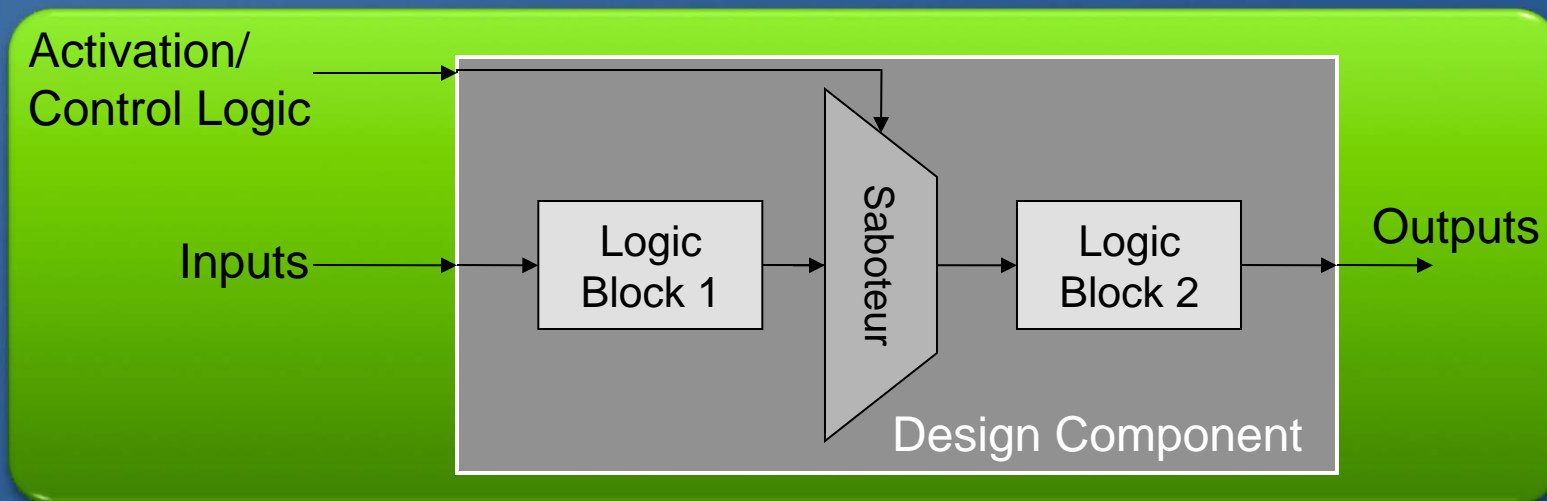 Activation/
Control Logic
Inputs
Logic
Block 1
Saboteur
Logic
Block 2
Outputs
Design Component